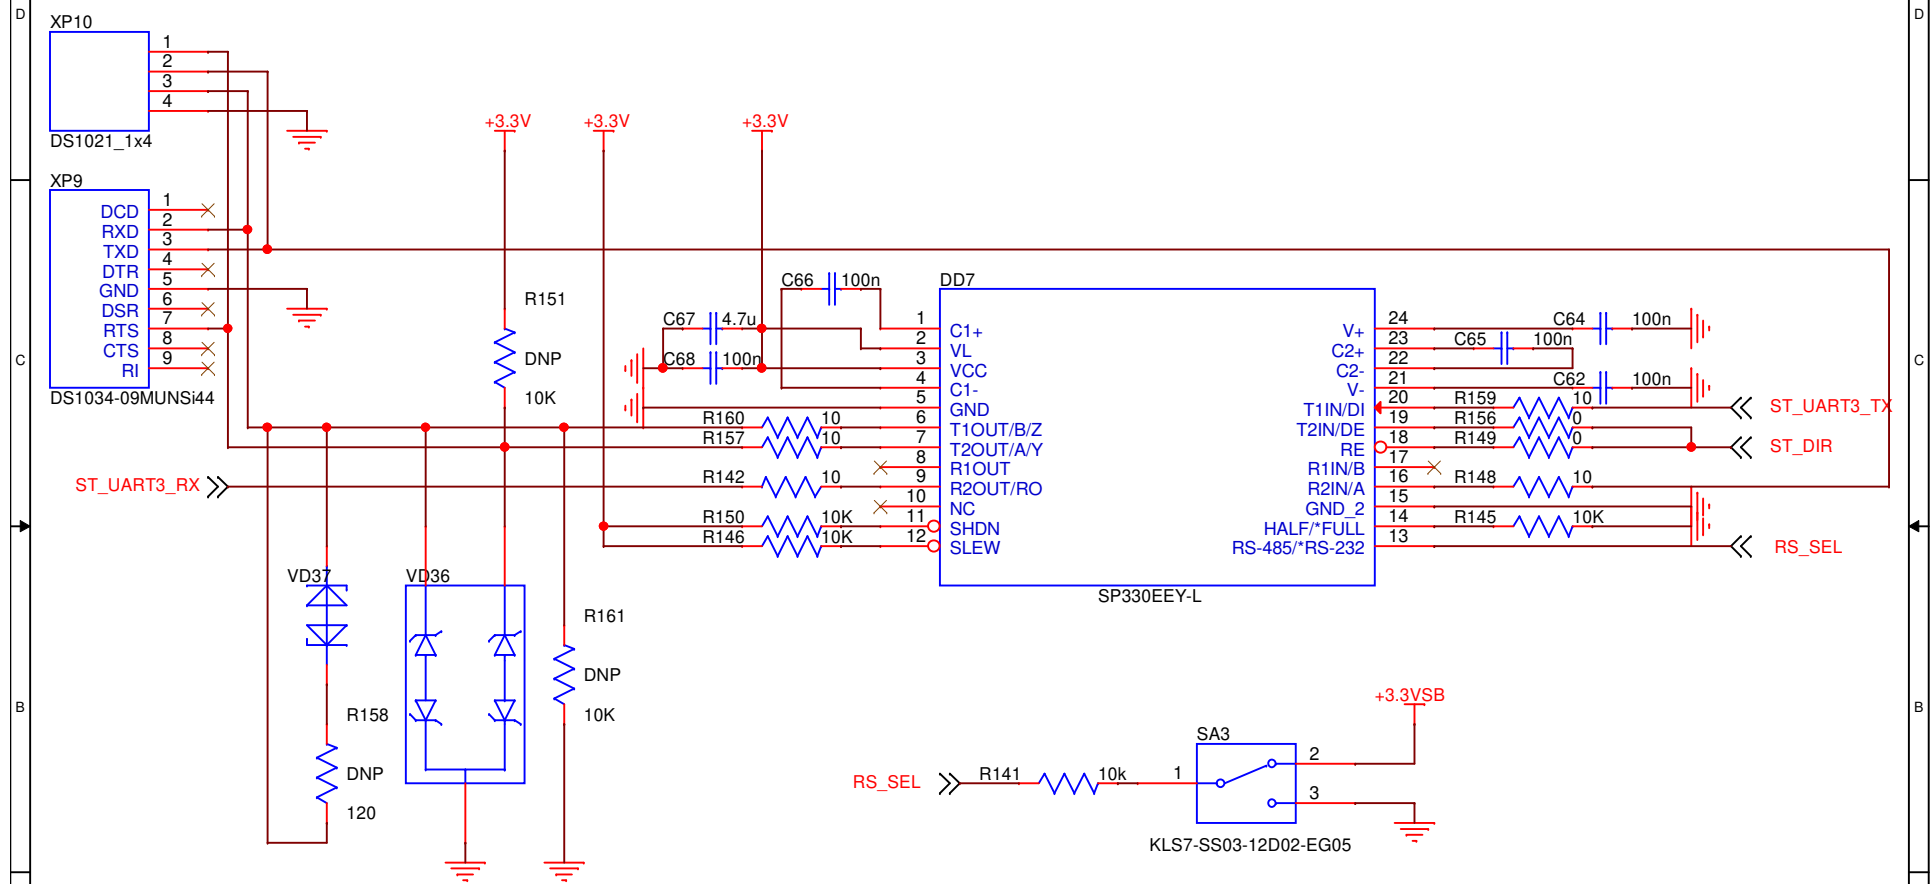 D
D
XP10
1
2
3
4
DS1021_1x4
+3.3V
+3.3V
+3.3V
XP9
DCD 1
RXD 2
TXD 3
DTR 4
GND 5
DSR 6
RTS 7
CTS 8
RI 9
DS1034-09MUNSi44
C
C
R151
DNP
10K
C66 100n
C67 4.7u
C68 100n
DD7
1 C1+
2 VL
3 VCC
4 C1-
5 GND
R160 10 6 T1OUT/B/Z
R157 10 7 T2OUT/A/Y
8 R1OUT
ST_UART3_RX R142 10 9 R2OUT/RO
10 NC
R150 10K 11 SHDN
R146 10K 12 SLEW
V+ 24 C64 100n
C2+ 23 C65 100n
C2- 22
V- 21 C62 100n
T1IN/DI 20 R159 10 ST_UART3_TX
T2IN/DE 19 R156 0
RE 18 R149 0 ST_DIR
R1IN/B 17
R2IN/A 16 R148 10
GND_2 15
HALF/*FULL 14 R145 10K
RS-485/*RS-232 13 RS_SEL
SP330EEY-L
VD37
VD36
R161
DNP
10K
R158
DNP
120
B
B
+3.3VSB
SA3
RS_SEL R141 10k 1
2
3
KLS7-SS03-12D02-EG05